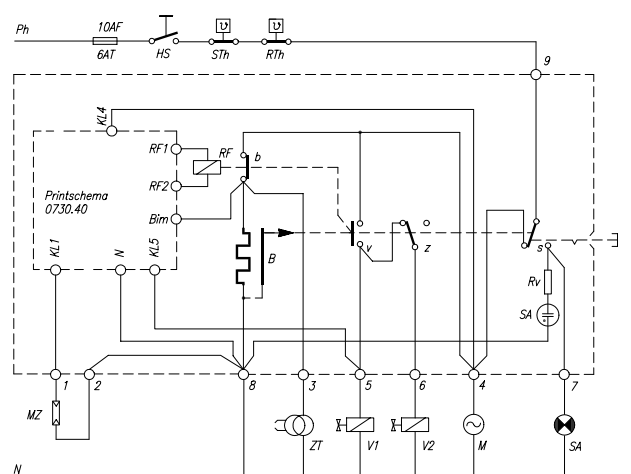 Ph
10AF
6AT
HS
STh
RTh
9
KL4
RF1
RF
b
Printschema
0730.40
RF2
Bim
KL1
N
KL5
B
v
z
s
Rv
SA
1
2
8
3
5
6
4
7
MZ
ZT
V1
V2
M
SA
N